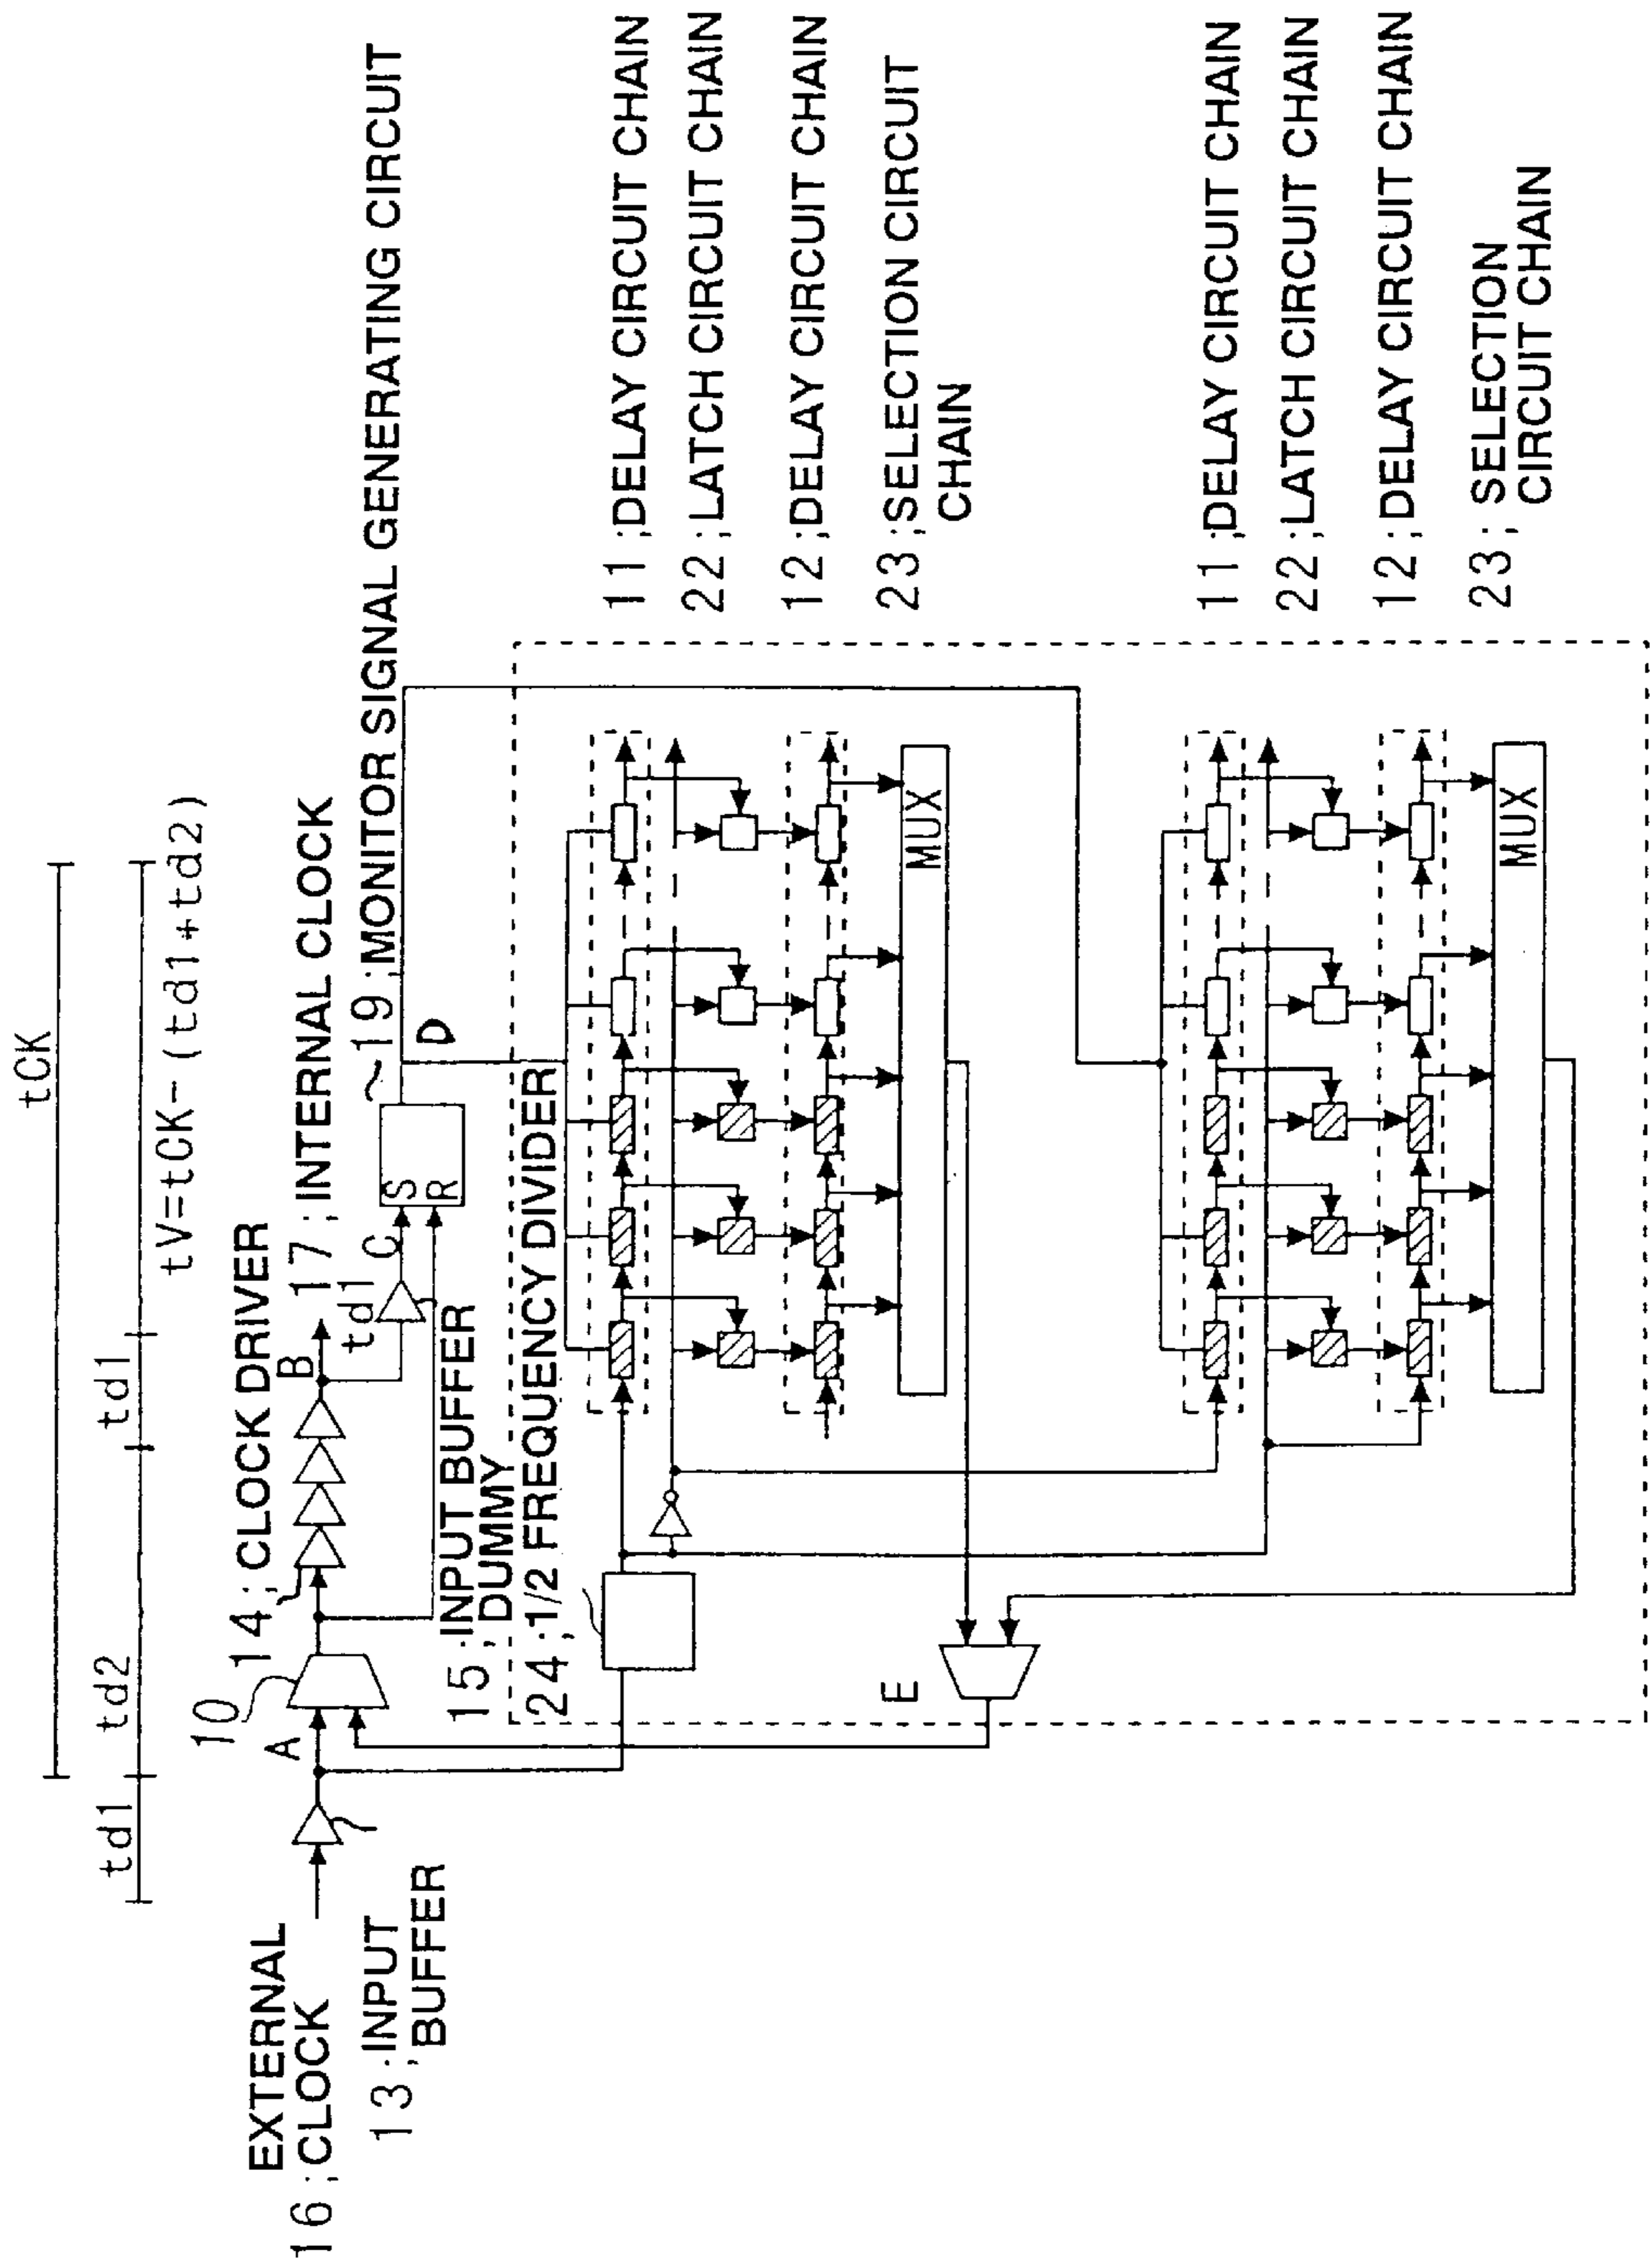 tCK
td1
td2
td1
tV=tCK-(td1+td2)
EXTERNAL
16;CLOCK
13;INPUT
BUFFER
10
A
14;CLOCK DRIVER
B
17;INTERNAL CLOCK
td1
C
S
R
19;MONITOR SIGNAL GENERATING CIRCUIT
D
15;INPUT BUFFER
DUMMY
24;1/2 FREQUENCY DIVIDER
11;DELAY CIRCUIT CHAIN
22;LATCH CIRCUIT CHAIN
12;DELAY CIRCUIT CHAIN
MUX
23;SELECTION CIRCUIT
CHAIN
E
11;DELAY CIRCUIT CHAIN
22;LATCH CIRCUIT CHAIN
12;DELAY CIRCUIT CHAIN
MUX
23;SELECTION
CIRCUIT CHAIN